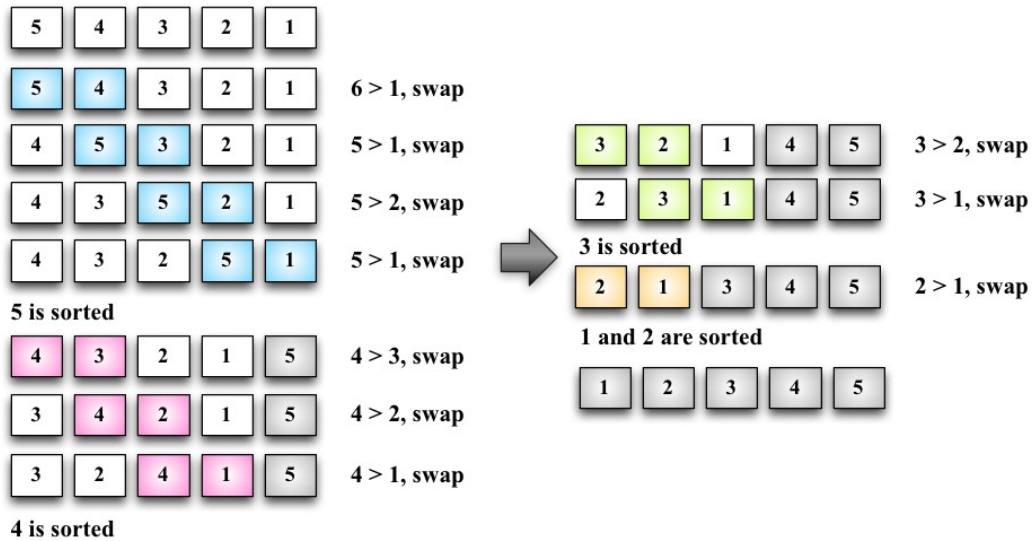 5 4 3 2 1
5 4 3 2 1 6 > 1, swap
4 5 3 2 1 5 > 1, swap
4 3 5 2 1 5 > 2, swap
4 3 2 5 1 5 > 1, swap
5 is sorted
4 3 2 1 5 4 > 3, swap
3 4 2 1 5 4 > 2, swap
3 2 4 1 5 4 > 1, swap
4 is sorted
3 2 1 4 5 3 > 2, swap
2 3 1 4 5 3 > 1, swap
3 is sorted
2 1 3 4 5 2 > 1, swap
1 and 2 are sorted
1 2 3 4 5